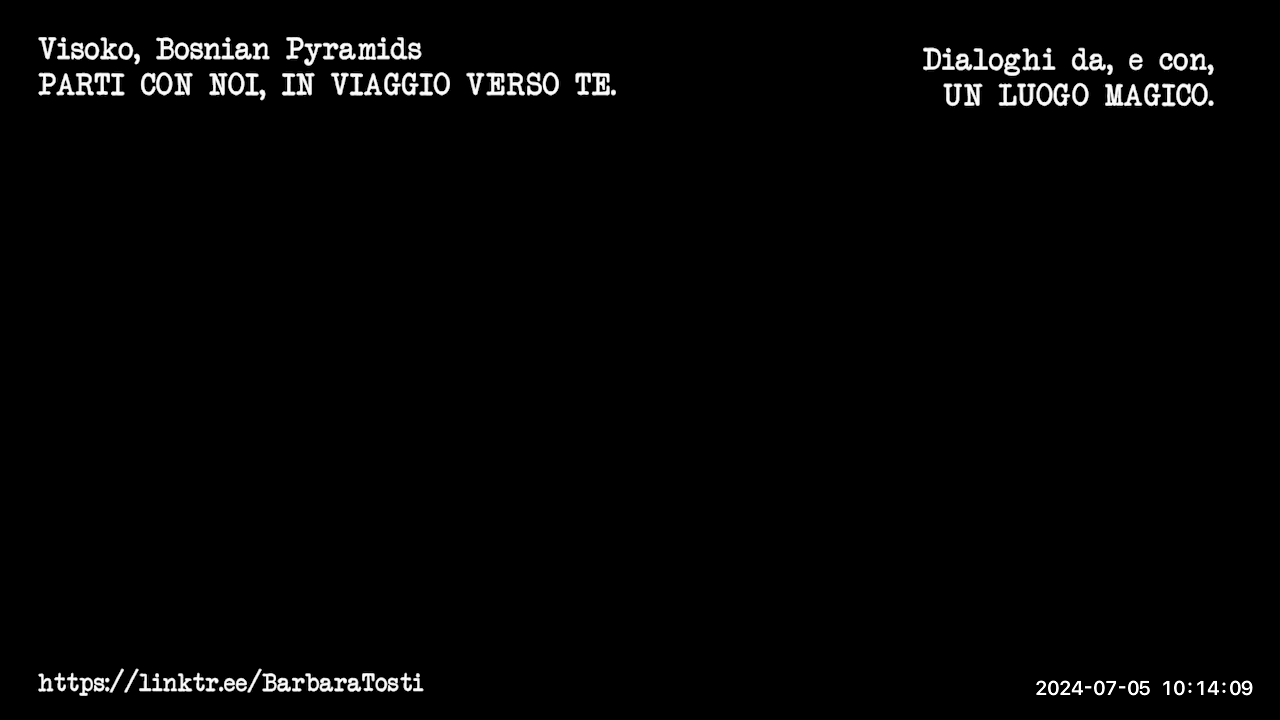 Visoko, Bosnian Pyramids
PARTI CON NOI, IN VIAGGIO VERSO TE.
Dialoghi da, e con,
UN LUOGO MAGICO.
https://linktr.ee/BarbaraTosti
2024-07-05 10:14:09